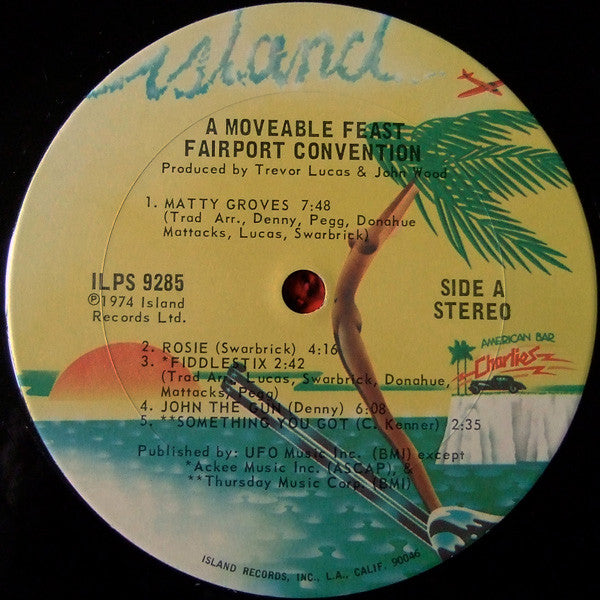 island
A MOVEABLE FEAST
FAIRPORT CONVENTION
Produced by Trevor Lucas & John Wood
1. MATTY GROVES 7:48
(Trad Arr., Denny, Pegg, Donahue
Mattacks, Lucas, Swarbrick)
ILPS 9285
℗1974 Island
Records Ltd.
SIDE A
STEREO
2. ROSIE (Swarbrick) 4:16
3. *FIDDLESTIX 2:42
(Trad Arr., Lucas, Swarbrick, Donahue,
Mattacks, Pegg)
4. JOHN THE GUN (Denny) 6:08
5. **SOMETHING YOU GOT (C. Kenner) 2:35
AMERICAN BAR
Charlies
Published by: UFO Music Inc. (BMI) except
*Ackee Music Inc. (ASCAP), &
**Thursday Music Corp. (BMI)
ISLAND RECORDS, INC., L.A., CALIF. 90046